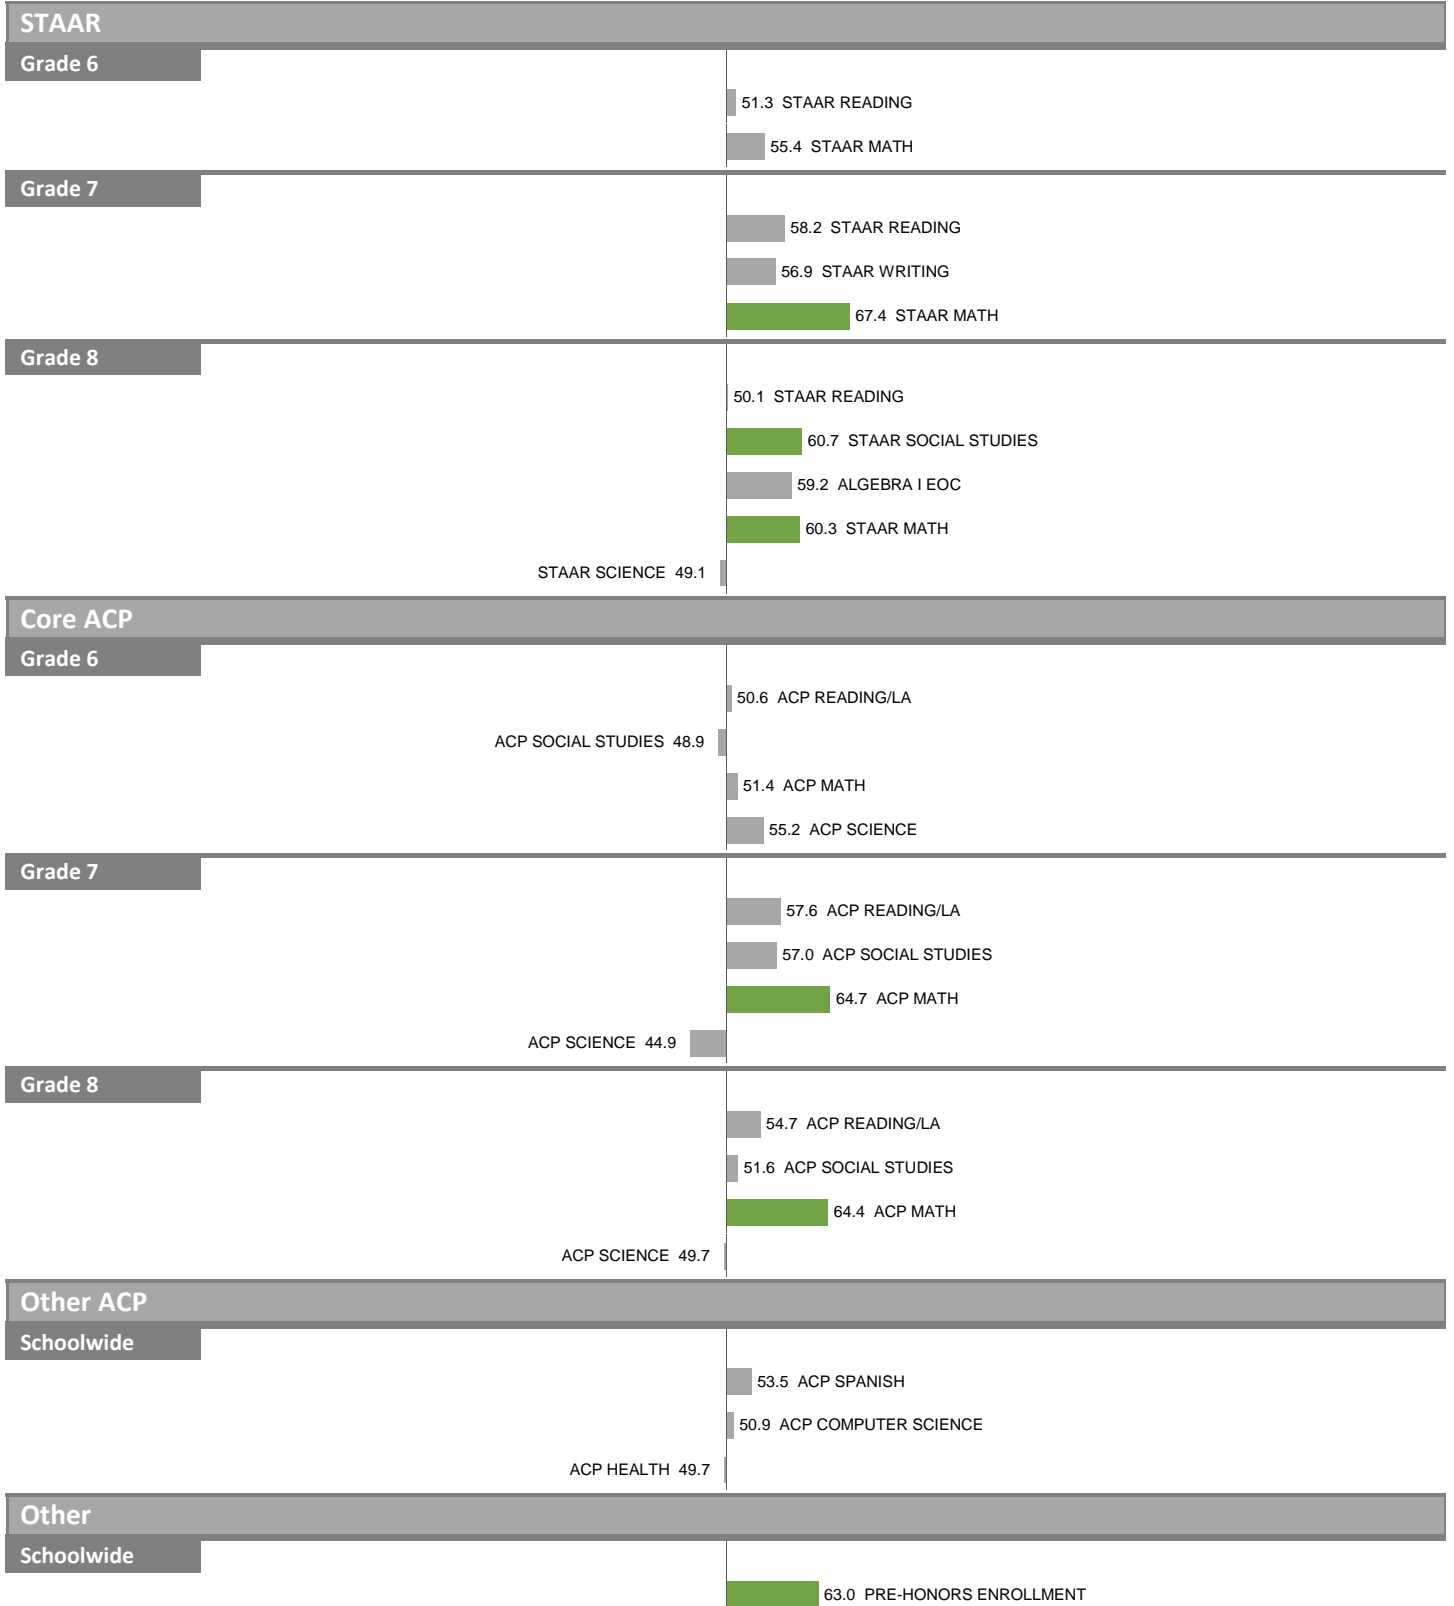 STAAR
Grade 6
51.3 STAAR READING
55.4 STAAR MATH
Grade 7
58.2 STAAR READING
56.9 STAAR WRITING
67.4 STAAR MATH
Grade 8
50.1 STAAR READING
60.7 STAAR SOCIAL STUDIES
59.2 ALGEBRA I EOC
60.3 STAAR MATH
STAAR SCIENCE 49.1
Core ACP
Grade 6
50.6 ACP READING/LA
ACP SOCIAL STUDIES 48.9
51.4 ACP MATH
55.2 ACP SCIENCE
Grade 7
57.6 ACP READING/LA
57.0 ACP SOCIAL STUDIES
64.7 ACP MATH
ACP SCIENCE 44.9
Grade 8
54.7 ACP READING/LA
51.6 ACP SOCIAL STUDIES
64.4 ACP MATH
ACP SCIENCE 49.7
Other ACP
Schoolwide
53.5 ACP SPANISH
50.9 ACP COMPUTER SCIENCE
ACP HEALTH 49.7
Other
Schoolwide
63.0 PRE-HONORS ENROLLMENT